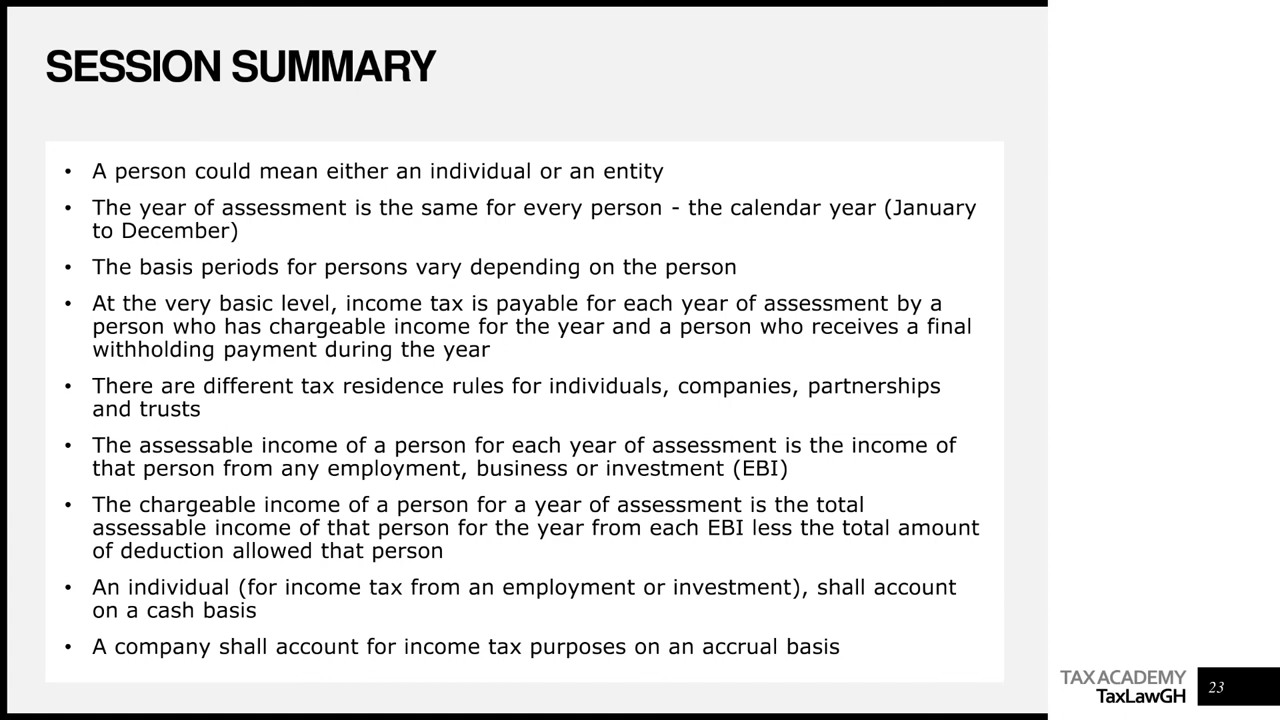 SESSION SUMMARY
• A person could mean either an individual or an entity
• The year of assessment is the same for every person - the calendar year (January
to December)
• The basis periods for persons vary depending on the person
• At the very basic level, income tax is payable for each year of assessment by a
person who has chargeable income for the year and a person who receives a final
withholding payment during the year
• There are different tax residence rules for individuals, companies, partnerships
and trusts
• The assessable income of a person for each year of assessment is the income of
that person from any employment, business or investment (EBI)
• The chargeable income of a person for a year of assessment is the total
assessable income of that person for the year from each EBI less the total amount
of deduction allowed that person
• An individual (for income tax from an employment or investment), shall account
on a cash basis
• A company shall account for income tax purposes on an accrual basis
TAX ACADEMY
TaxLawGH
23